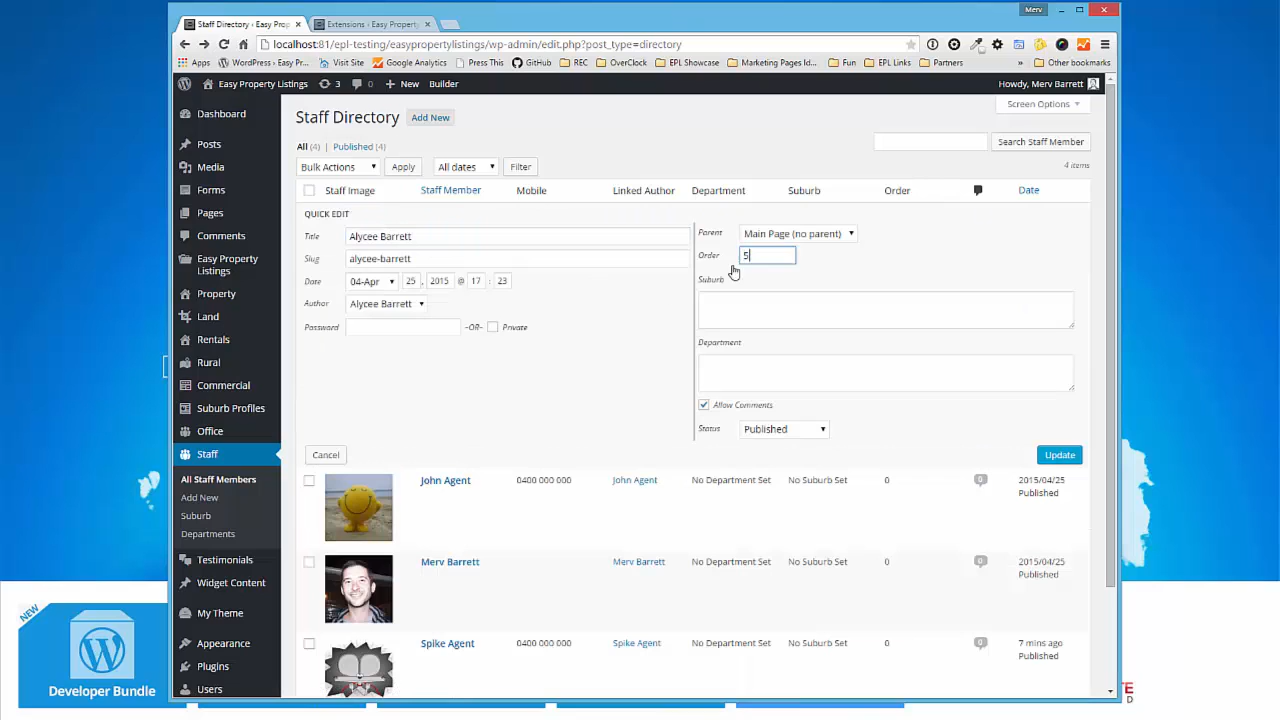 Merv
Staff Directory ‹ Easy Prop
Extensions ‹ Easy Property
localhost:81/epl-testing/easypropertylistings/wp-admin/edit.php?post_type=directory
Apps
WordPress › Easy Pr...
Visit Site
Google Analytics
Press This
GitHub
REC
OverClock
EPL Showcase
Marketing Pages Id...
Fun
EPL Links
Partners
»
Other bookmarks
Easy Property Listings
3
0
+ New
Builder
Howdy, Merv Barrett
Dashboard
Posts
Media
Forms
Pages
Comments
Easy Property
Listings
Property
Land
Rentals
Rural
Commercial
Suburb Profiles
Office
Staff
All Staff Members
Add New
Suburb
Departments
Testimonials
Widget Content
My Theme
Appearance
Plugins
Users
Screen Options
Staff Directory Add New
All (4) | Published (4)
Search Staff Member
Bulk Actions
Apply
All dates
Filter
4 items
Staff Image
Staff Member
Mobile
Linked Author
Department
Suburb
Order
Date
QUICK EDIT
Title Alycee Barrett
Slug alycee-barrett
Date 04-Apr 25 , 2015 @ 17 : 23
Author Alycee Barrett
Password –OR– Private
Parent Main Page (no parent)
Order 5
Suburb
Department
Allow Comments
Status Published
Cancel
Update
John Agent 0400 000 000 John Agent No Department Set No Suburb Set 0 0 2015/04/25
Published
Merv Barrett Merv Barrett No Department Set No Suburb Set 0 0 2015/04/25
Published
Spike Agent 0400 000 000 Spike Agent No Department Set No Suburb Set 0 0 7 mins ago
Published
NEW
Developer Bundle
TE
D